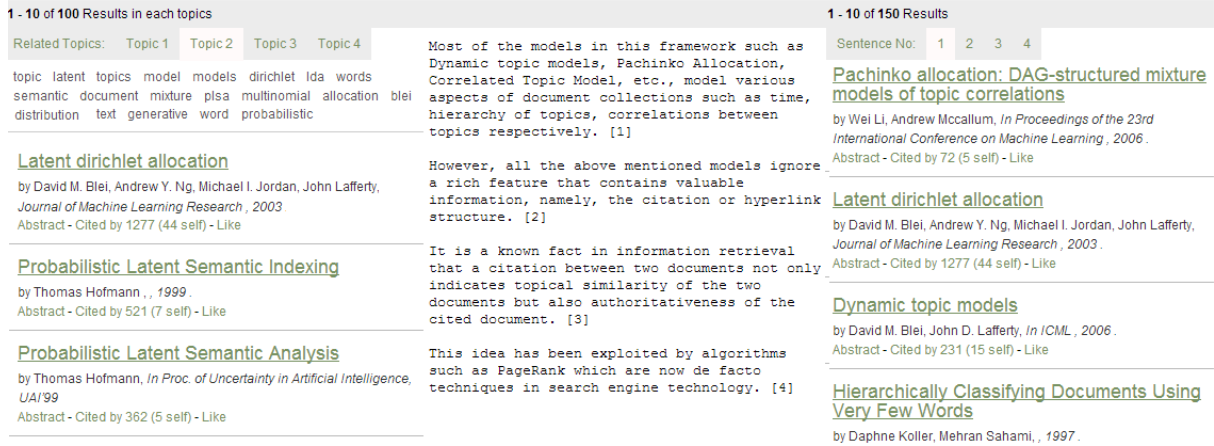 1 - 10 of 100 Results in each topics
Related Topics: Topic 1 Topic 2 Topic 3 Topic 4
topic latent topics model models dirichlet lda words
semantic document mixture plsa multinomial allocation blei
distribution text generative word probabilistic
Latent dirichlet allocation
by David M. Blei, Andrew Y. Ng, Michael I. Jordan, John Lafferty,
Journal of Machine Learning Research , 2003 .
Abstract - Cited by 1277 (44 self) - Like
Probabilistic Latent Semantic Indexing
by Thomas Hofmann , , 1999 .
Abstract - Cited by 521 (7 self) - Like
Probabilistic Latent Semantic Analysis
by Thomas Hofmann, In Proc. of Uncertainty in Artificial Intelligence,
UAI'99
Abstract - Cited by 362 (5 self) - Like
Most of the models in this framework such as
Dynamic topic models, Pachinko Allocation,
Correlated Topic Model, etc., model various
aspects of document collections such as time,
hierarchy of topics, correlations between
topics respectively. [1]
However, all the above mentioned models ignore
a rich feature that contains valuable
information, namely, the citation or hyperlink
structure. [2]
It is a known fact in information retrieval
that a citation between two documents not only
indicates topical similarity of the two
documents but also authoritativeness of the
cited document. [3]
This idea has been exploited by algorithms
such as PageRank which are now de facto
techniques in search engine technology. [4]
1 - 10 of 150 Results
Sentence No: 1 2 3 4
Pachinko allocation: DAG-structured mixture
models of topic correlations
by Wei Li, Andrew Mccallum, In Proceedings of the 23rd
International Conference on Machine Learning , 2006 .
Abstract - Cited by 72 (5 self) - Like
Latent dirichlet allocation
by David M. Blei, Andrew Y. Ng, Michael I. Jordan, John Lafferty,
Journal of Machine Learning Research , 2003 .
Abstract - Cited by 1277 (44 self) - Like
Dynamic topic models
by David M. Blei, John D. Lafferty, In ICML , 2006 .
Abstract - Cited by 231 (15 self) - Like
Hierarchically Classifying Documents Using
Very Few Words
by Daphne Koller, Mehran Sahami, , 1997 .